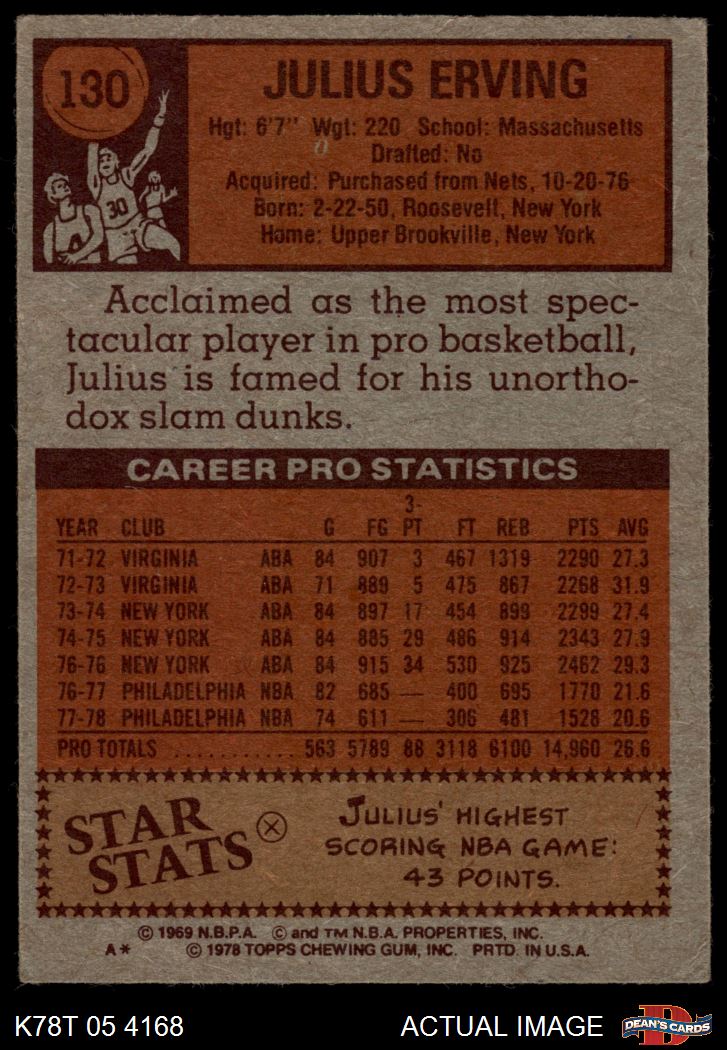 130
30
JULIUS ERVING
Hgt: 6'7" Wgt: 220 School: Massachusetts
Drafted: No
Acquired: Purchased from Nets, 10-20-76
Born: 2-22-50, Roosevelt, New York
Home: Upper Brookville, New York
Acclaimed as the most spec-
tacular player in pro basketball,
Julius is famed for his unortho-
dox slam dunks.
CAREER PRO STATISTICS
YEAR CLUB G FG 3-PT FT REB PTS AVG
71-72 VIRGINIA ABA 84 907 3 467 1319 2290 27.3
72-73 VIRGINIA ABA 71 889 5 475 867 2268 31.9
73-74 NEW YORK ABA 84 897 17 454 899 2299 27.4
74-75 NEW YORK ABA 84 885 29 486 914 2343 27.9
76-76 NEW YORK ABA 84 915 34 530 925 2462 29.3
76-77 PHILADELPHIA NBA 82 685 — 400 695 1770 21.6
77-78 PHILADELPHIA NBA 74 611 — 306 481 1528 20.6
PRO TOTALS ........... 563 5789 88 3118 6100 14,960 26.6
STAR
STATS
JULIUS' HIGHEST
SCORING NBA GAME:
43 POINTS.
© 1969 N.B.P.A. © and TM N.B.A. PROPERTIES, INC.
A* © 1978 TOPPS CHEWING GUM, INC. PRTD. IN U.S.A.
K78T 05 4168 ACTUAL IMAGE
D
DEAN'S CARDS